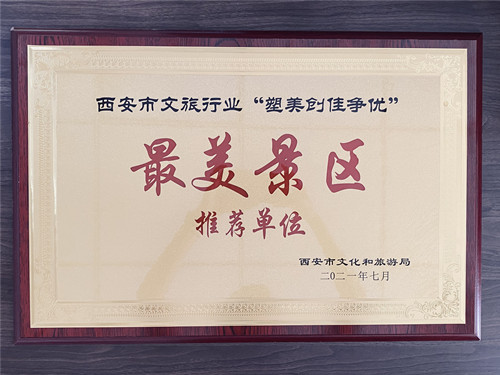 西安市文旅行业“塑美创佳争优”
最美景区
推荐单位
西安市文化和旅游局
二〇二一年七月